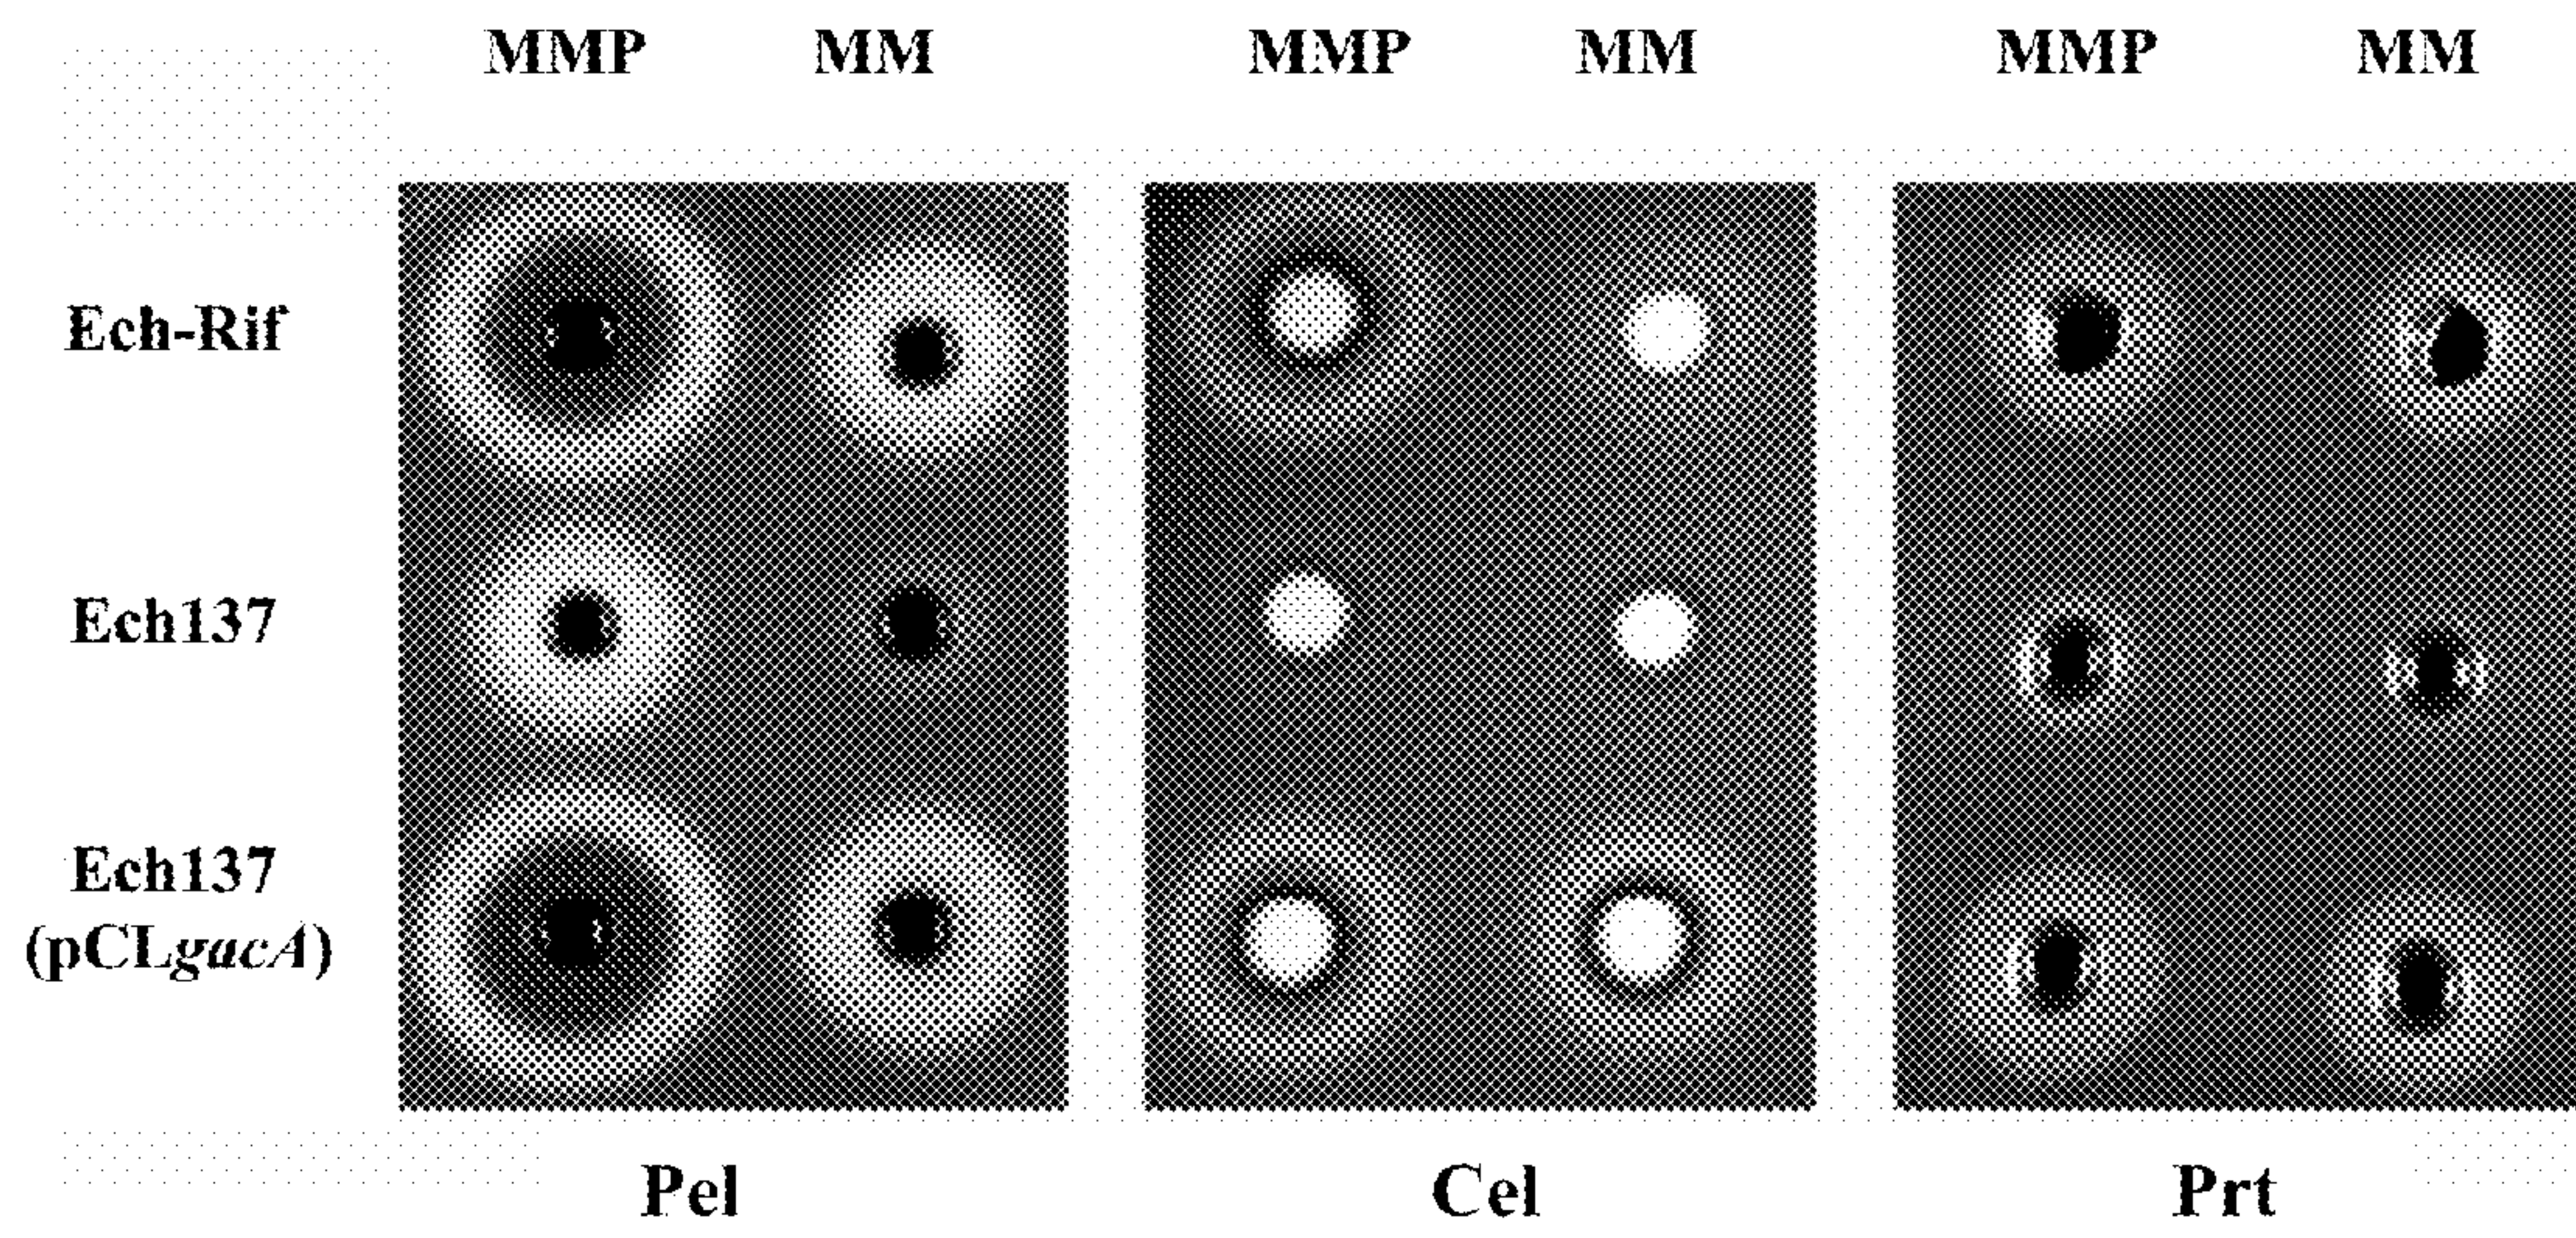 MMP MM MMP MM MMP MM
Ech-Rif
Ech137
Ech137
(pCLgacA)
Pel Cel Prt